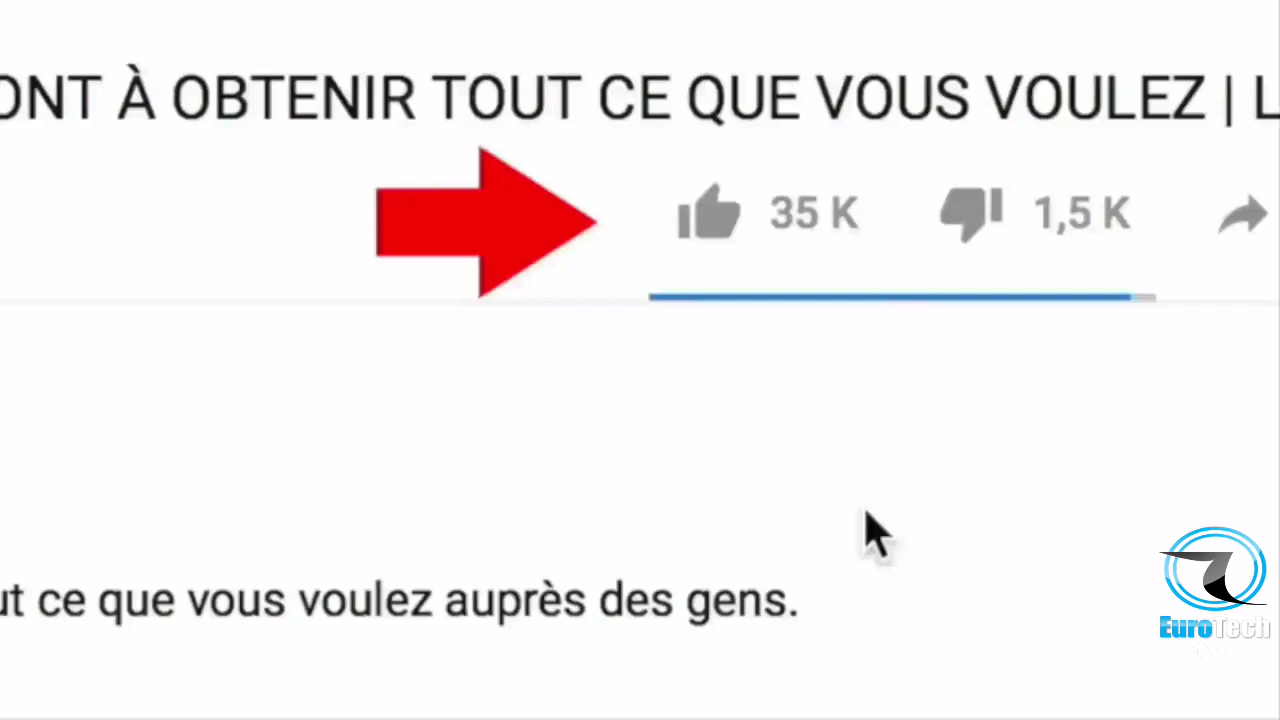 ONT À OBTENIR TOUT CE QUE VOUS VOULEZ | L
35 K 1,5 K
ut ce que vous voulez auprès des gens.
EuroTech
TV